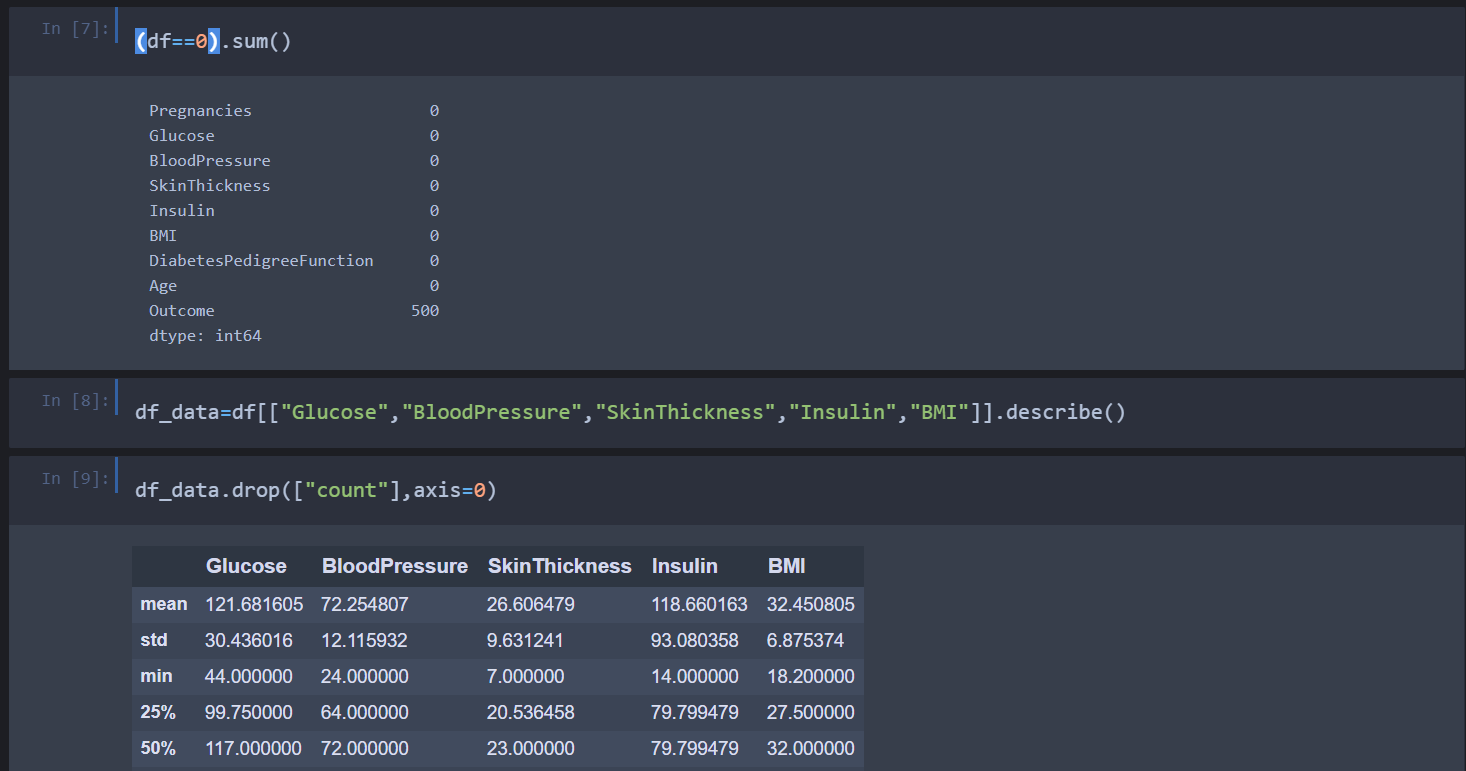 In [7]: (df==0).sum()
Pregnancies 0
Glucose 0
BloodPressure 0
SkinThickness 0
Insulin 0
BMI 0
DiabetesPedigreeFunction 0
Age 0
Outcome 500
dtype: int64
In [8]: df_data=df[["Glucose","BloodPressure","SkinThickness","Insulin","BMI"]].describe()
In [9]: df_data.drop(["count"],axis=0)
Glucose BloodPressure SkinThickness Insulin BMI
mean 121.681605 72.254807 26.606479 118.660163 32.450805
std 30.436016 12.115932 9.631241 93.080358 6.875374
min 44.000000 24.000000 7.000000 14.000000 18.200000
25% 99.750000 64.000000 20.536458 79.799479 27.500000
50% 117.000000 72.000000 23.000000 79.799479 32.000000